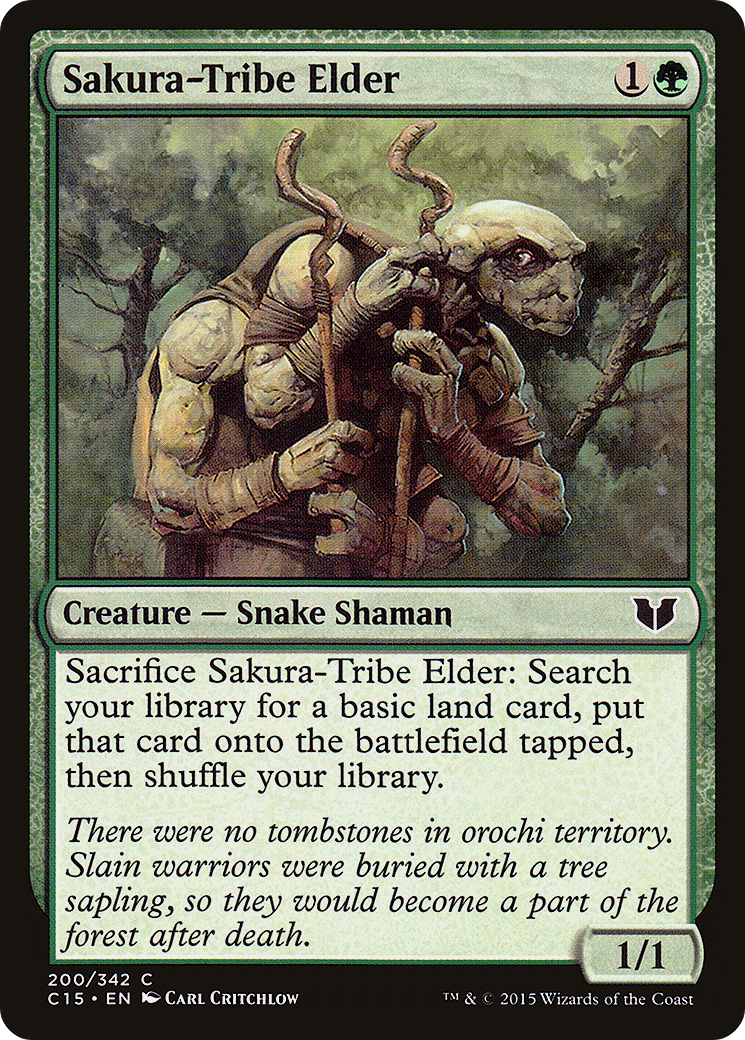 Sakura-Tribe Elder 1
Creature — Snake Shaman
Sacrifice Sakura-Tribe Elder: Search
your library for a basic land card, put
that card onto the battlefield tapped,
then shuffle your library.
There were no tombstones in orochi territory.
Slain warriors were buried with a tree
sapling, so they would become a part of the
forest after death.
1/1
200/342 C
C15 • EN Carl Critchlow ™ & © 2015 Wizards of the Coast